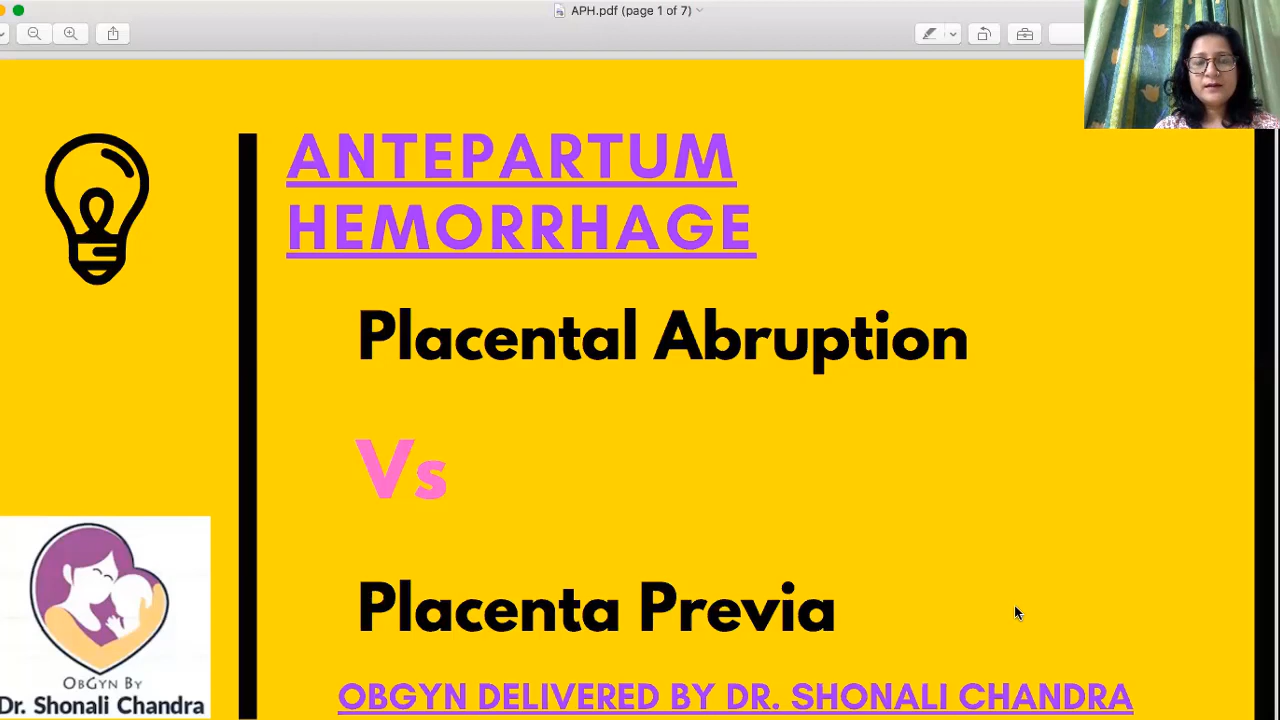 APH.pdf (page 1 of 7)
ANTEPARTUM
HEMORRHAGE
Placental Abruption
Vs
Placenta Previa
OBGYN DELIVERED BY DR. SHONALI CHANDRA
OBGYN BY
Dr. Shonali Chandra